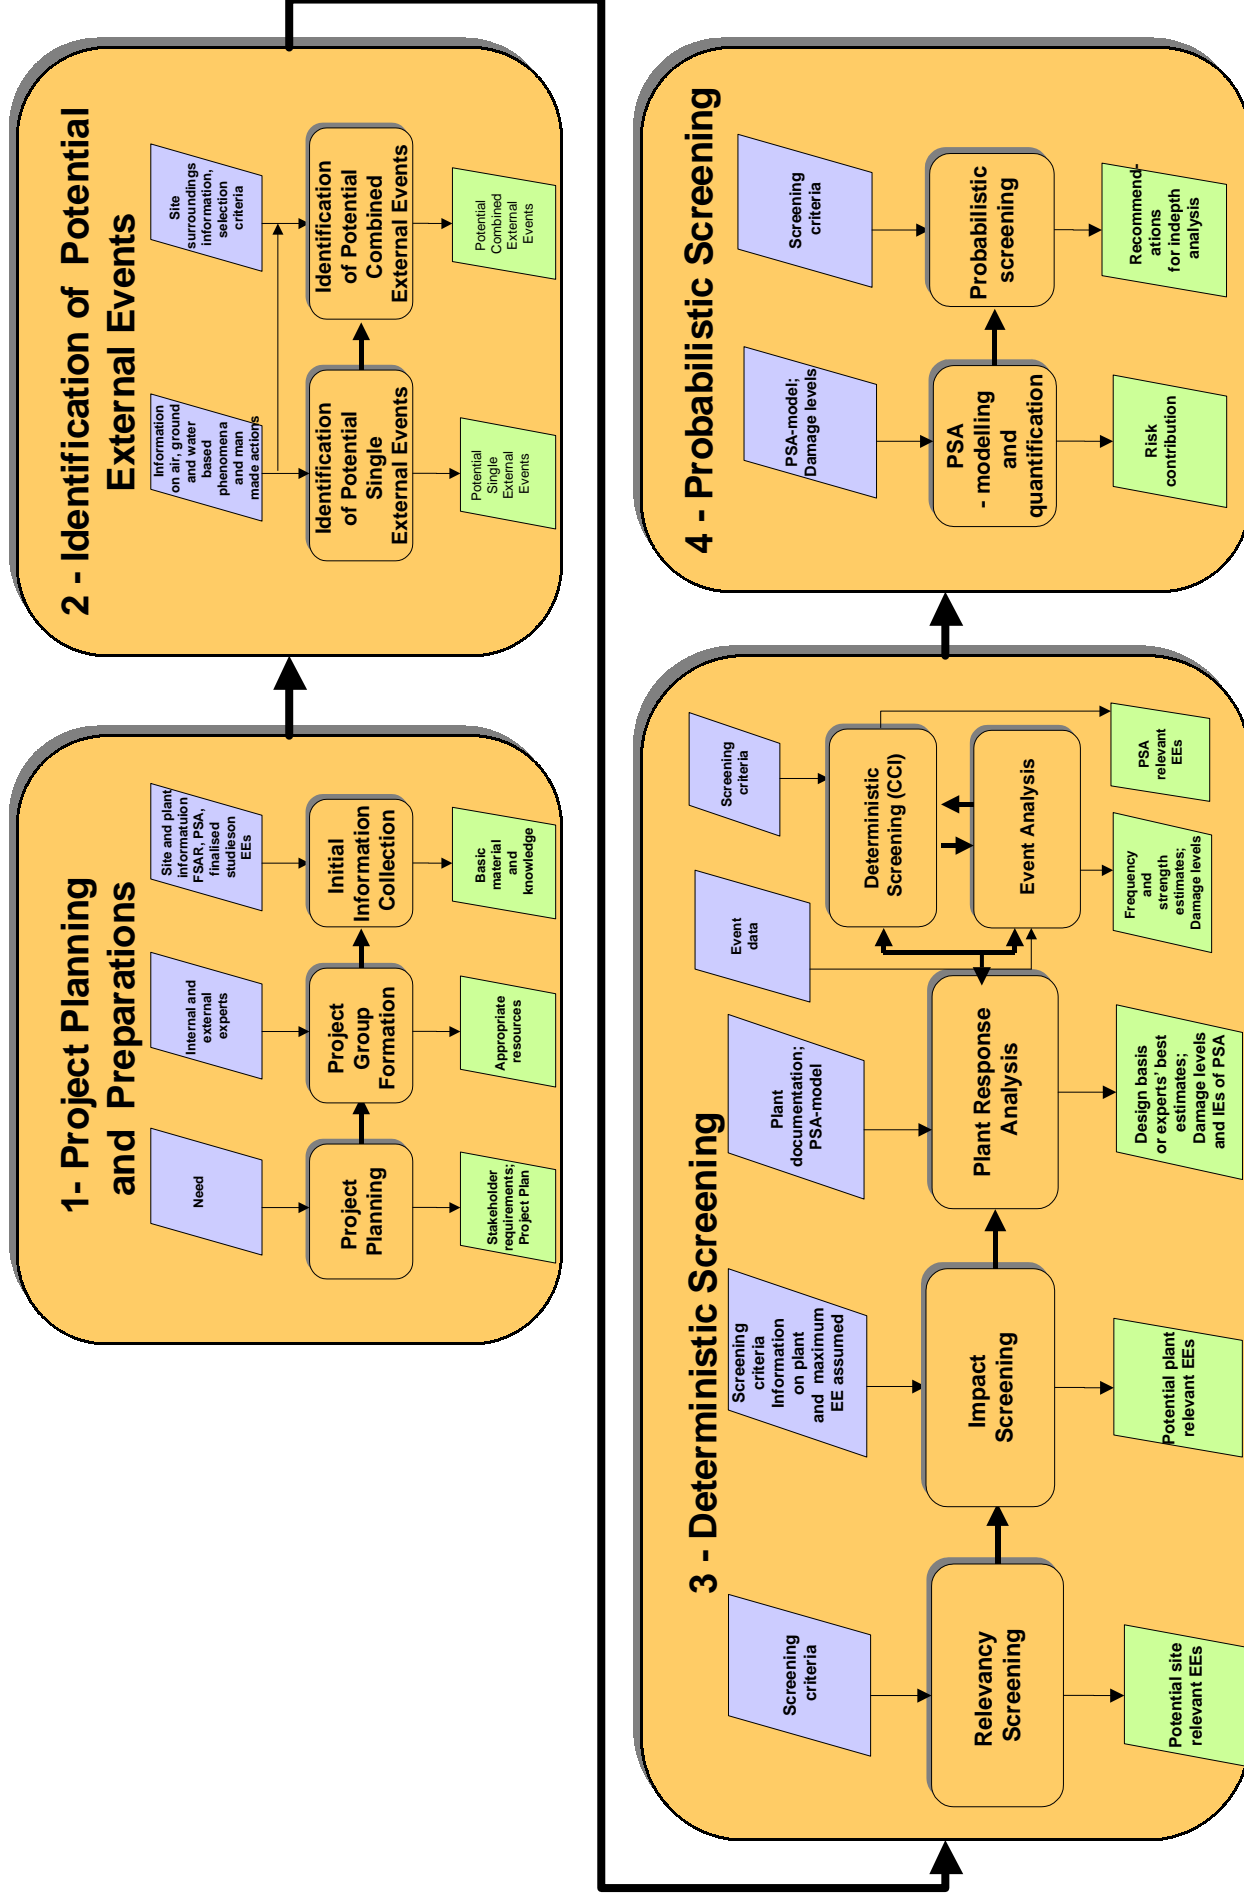 1- Project Planning
and Preparations
Need
Project
Planning
Stakeholder
requirements;
Project Plan
Internal and
external
experts
Project
Group
Formation
Appropriate
resources
Site and plant
informatuion
FSAR, PSA,
finalised
studieson
EEs
Initial
Information
Collection
Basic
material
and
knowledge
2 - Identification of Potential
External Events
Information
on air, ground
and water
based
phenomena
and man
made actions
Identification
of Potential
Single
External Events
Potential
Single
External
Events
Site
surroundings
information,
selection
criteria
Identification
of Potential
Combined
External Events
Potential
Combined
External
Events
3 - Deterministic Screening
Screening
criteria
Relevancy
Screening
Potential site
relevant EEs
Screening
criteria
Information
on plant
and maximum
EE assumed
Impact
Screening
Potential plant
relevant EEs
Plant
documentation;
PSA-model
Plant Response
Analysis
Design basis
or experts' best
estimates;
Damage levels
and IEs of PSA
Event
data
Screening
criteria
Deterministic
Screening (CCI)
Event Analysis
Frequency
and
strength
estimates;
Damage levels
PSA
relevant
EEs
4 - Probabilistic Screening
PSA-model;
Damage levels
PSA
- modelling
and
quantification
Risk
contribution
Screening
criteria
Probabilistic
screening
Recommend-
ations
for indepth
analysis